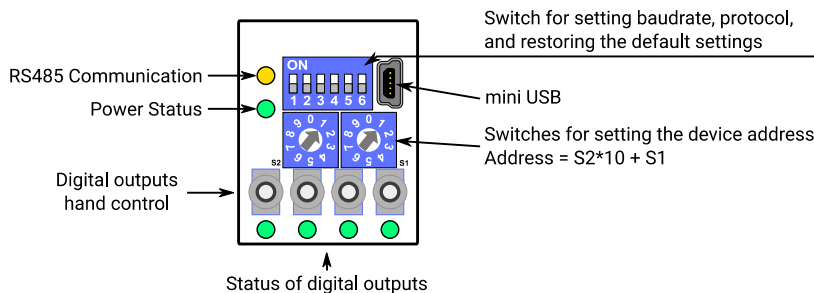 Switch for setting baudrate, protocol,
and restoring the default settings
RS485 Communication
ON
1 2 3 4 5 6
mini USB
Power Status
0 1 2 3 4 5 6 7 8 9
0 1 2 3 4 5 6 7 8 9
Switches for setting the device address
Address = S2*10 + S1
S2
S1
Digital outputs
hand control
Status of digital outputs